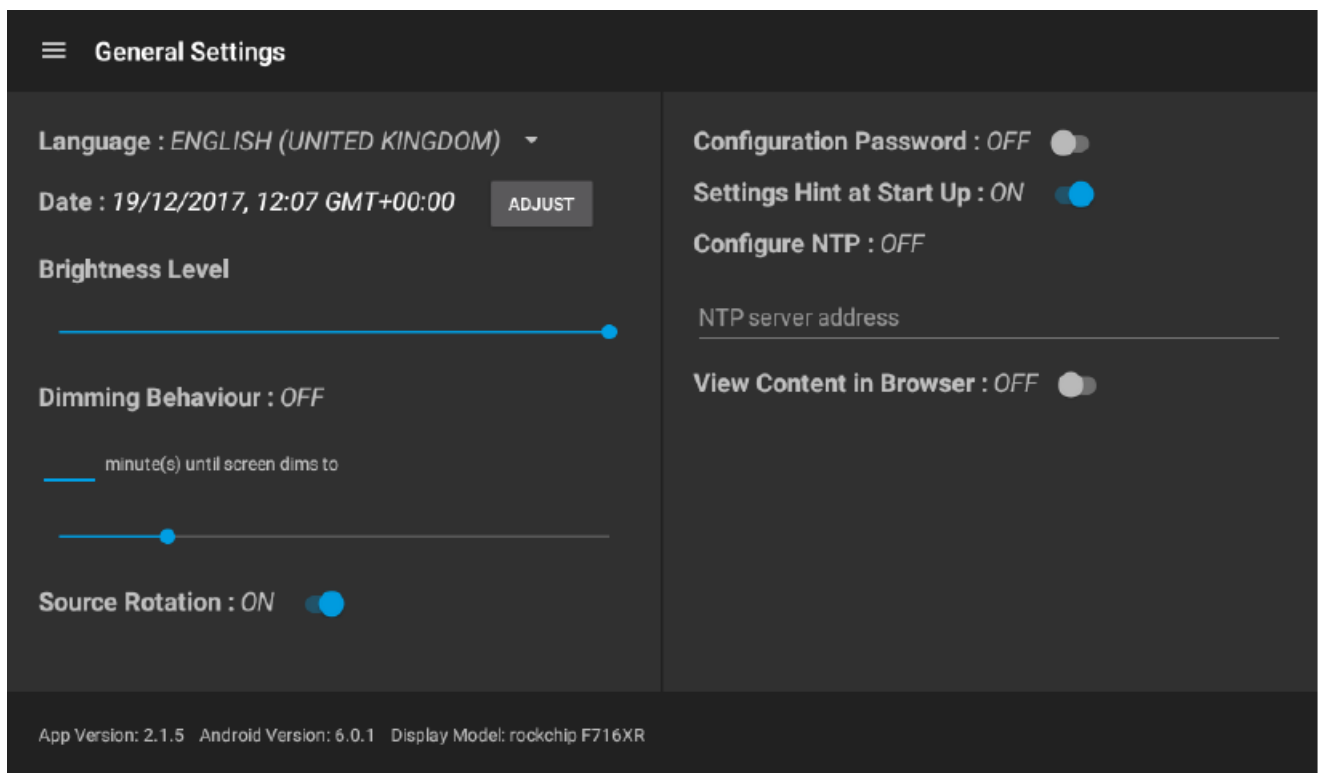 General Settings
Language : ENGLISH (UNITED KINGDOM)
Date : 19/12/2017, 12:07 GMT+00:00 ADJUST
Brightness Level
Dimming Behaviour : OFF
minute(s) until screen dims to
Source Rotation : ON
Configuration Password : OFF
Settings Hint at Start Up : ON
Configure NTP : OFF
NTP server address
View Content in Browser : OFF
App Version: 2.1.5 Android Version: 6.0.1 Display Model: rockchip F716XR